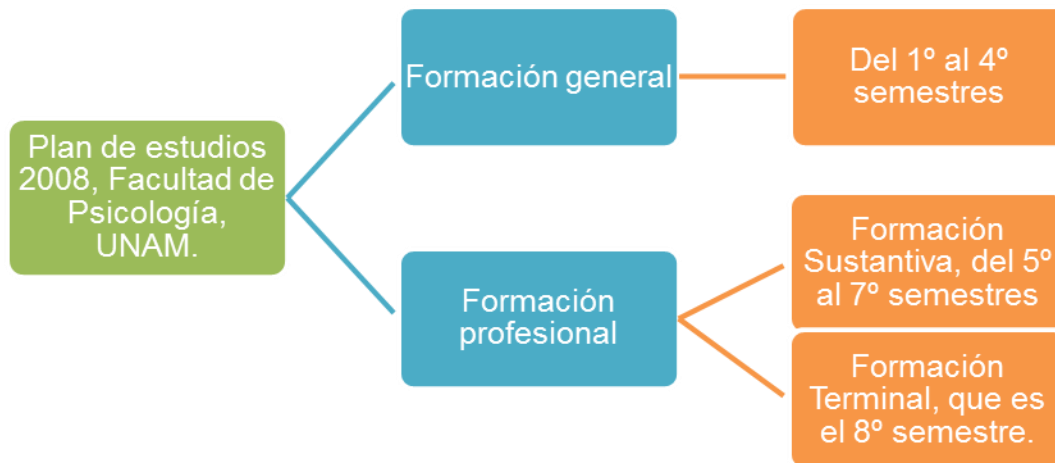 Plan de estudios
2008, Facultad de
Psicología,
UNAM.
Formación general
Del 1º al 4º
semestres
Formación
profesional
Formación
Sustantiva, del 5º
al 7º semestres
Formación
Terminal, que es
el 8º semestre.